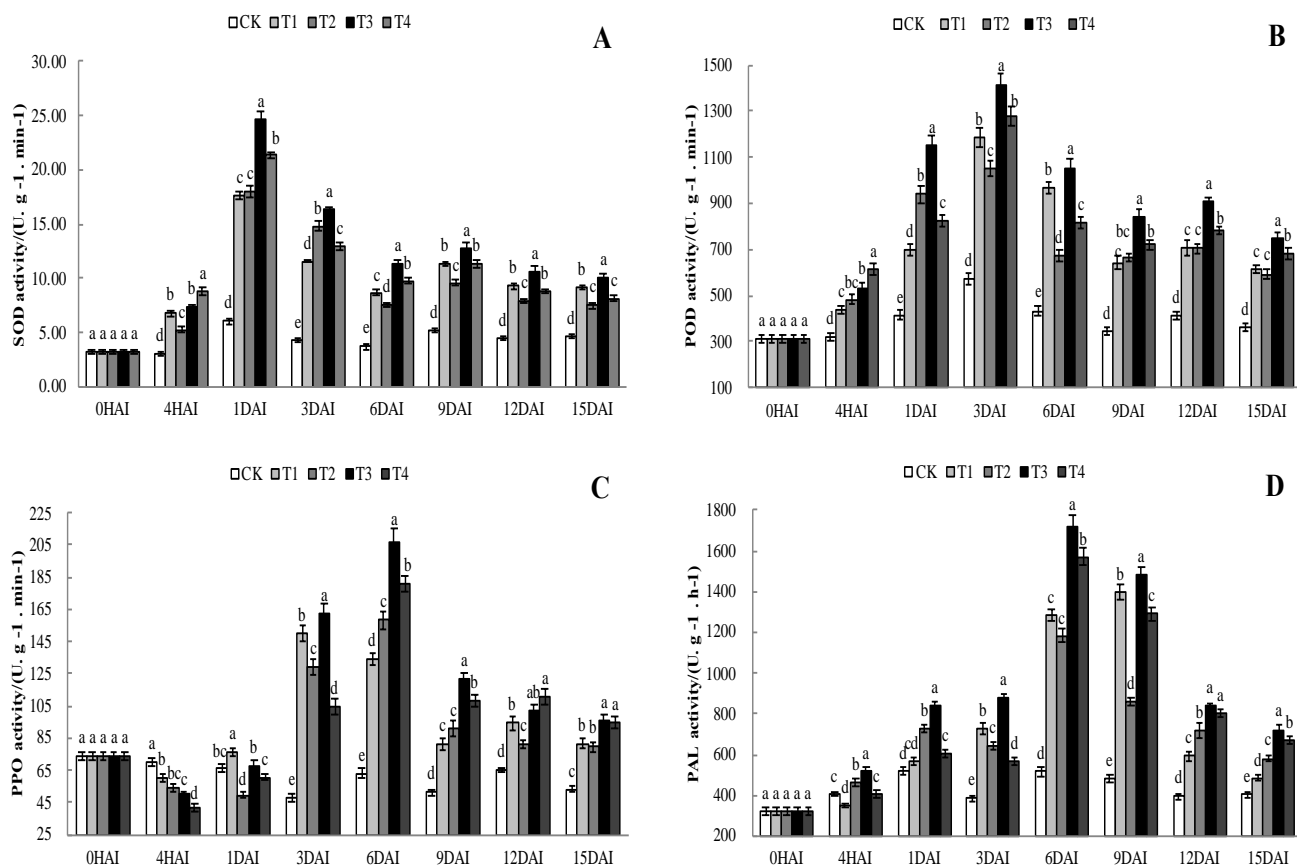 CK T1 T2 T3 T4
A
SOD activity/(U. g -1 . min-1)
30.00
25.00
20.00
15.00
10.00
5.00
0.00
a a a a a
d b c b a
d c c a b
d c b a c
e c d a b
d b c a b
d b c a b
d b c a c
0HAI 4HAI 1DAI 3DAI 6DAI 9DAI 12DAI 15DAI
CK T1 T2 T3 T4
B
POD activity/(U. g -1 . min-1)
1500
1300
1100
900
700
500
300
100
a a a a a
d c bc b a
d c b a c
d b c a b
e b d a c
d c bc a b
d c c a b
d c c a b
0HAI 4HAI 1DAI 3DAI 6DAI 9DAI 12DAI 15DAI
CK T1 T2 T3 T4
C
PPO activity/(U. g -1 . min-1)
225
205
185
165
145
125
105
85
65
45
25
a a a a a
a b bc c d
bc a d b c
e b c a d
e d c a b
d c c a b
d b c ab a
c b b a a
0HAI 4HAI 1DAI 3DAI 6DAI 9DAI 12DAI 15DAI
CK T1 T2 T3 T4
D
PAL activity/(U. g -1 . h-1)
1800
1600
1400
1200
1000
800
600
400
200
a a a a a
c d b a c
d cd b a c
e b c a d
d c c a b
e b d a c
d c b a a
e d c a b
0HAI 4HAI 1DAI 3DAI 6DAI 9DAI 12DAI 15DAI